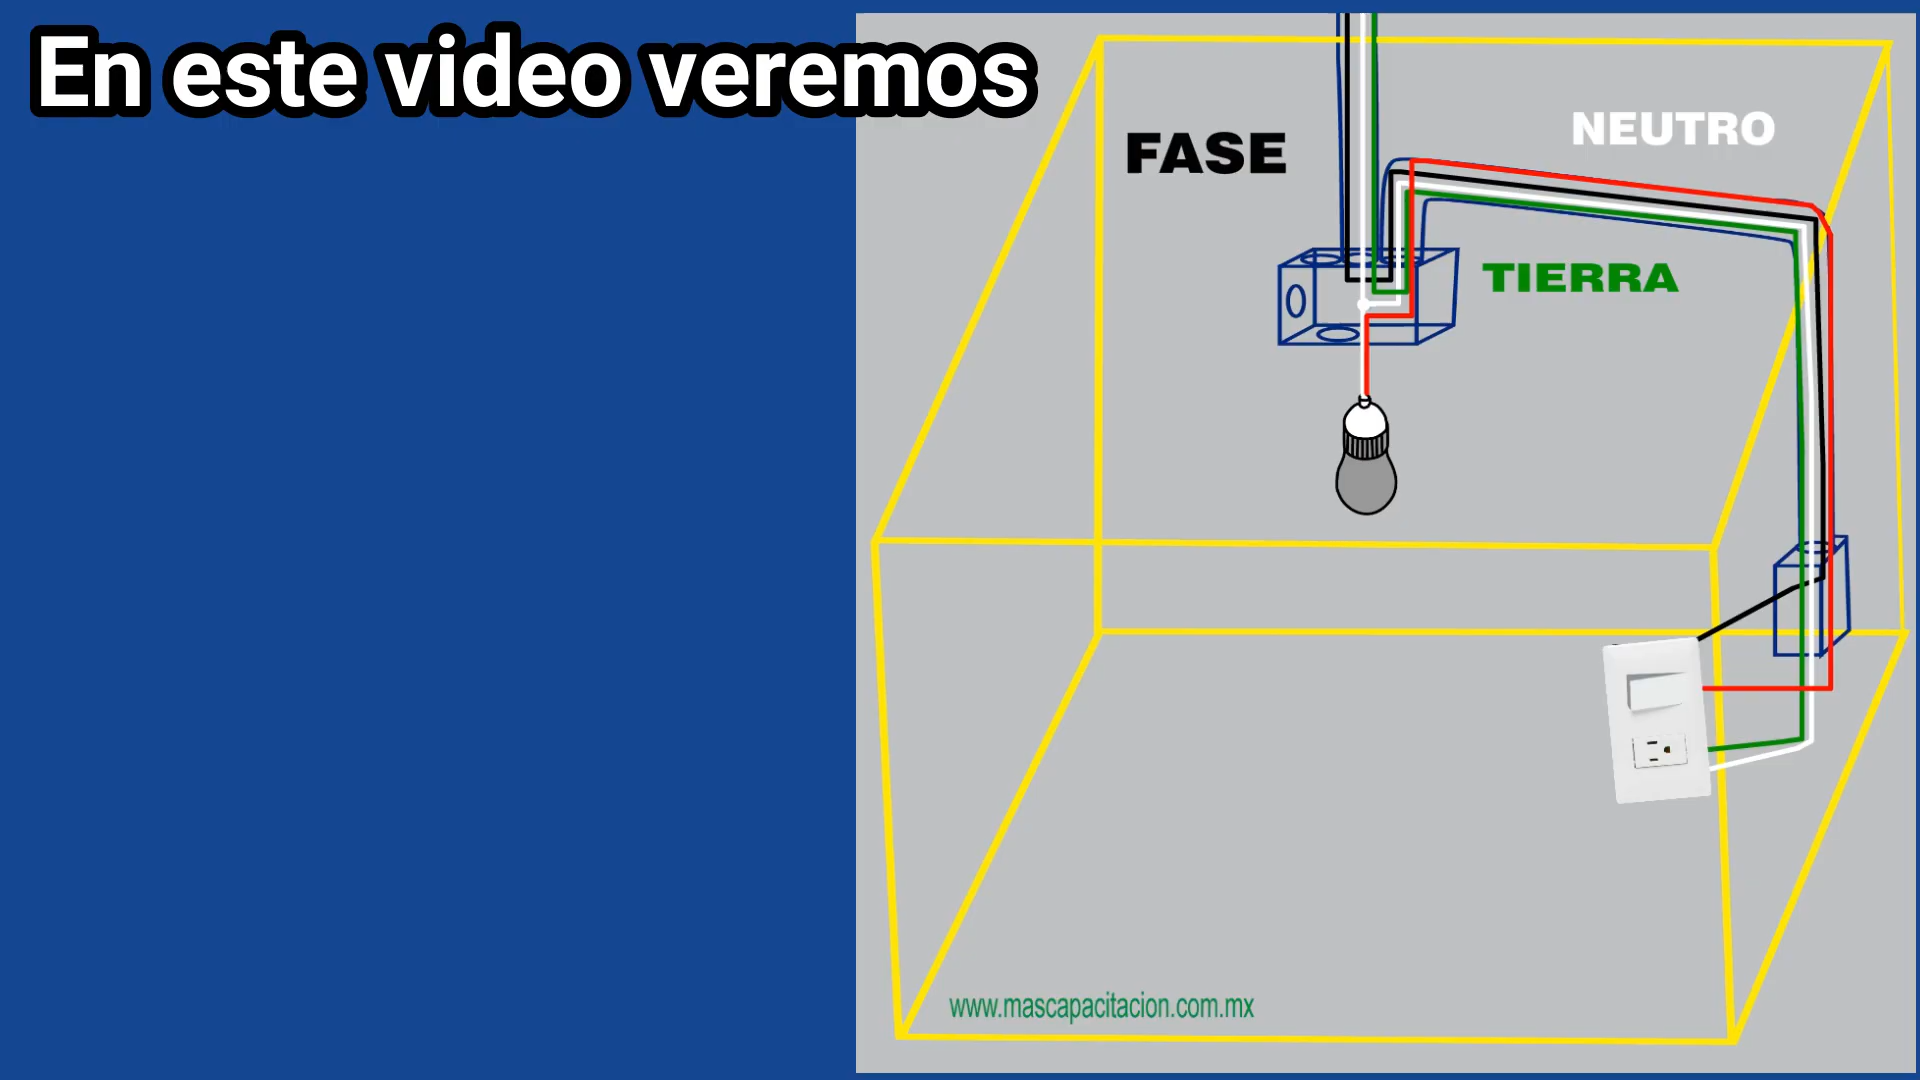 En este video veremos
NEUTRO
FASE
TIERRA
www.mascapacitacion.com.mx